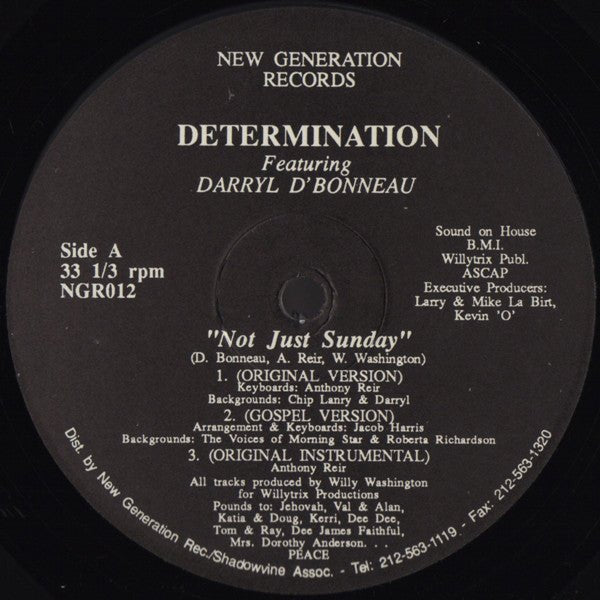 NEW GENERATION
RECORDS
DETERMINATION
Featuring
DARRYL D'BONNEAU
Side A
33 1/3 rpm
NGR012
Sound on House
B.M.I.
Willytrix Publ.
ASCAP
Executive Producers:
Larry & Mike La Birt,
Kevin 'O'
"Not Just Sunday"
(D. Bonneau, A. Reir, W. Washington)
1. (ORIGINAL VERSION)
Keyboards: Anthony Reir
Backgrounds: Chip Lanry & Darryl
2. (GOSPEL VERSION)
Arrangement & Keyboards: Jacob Harris
Backgrounds: The Voices of Morning Star & Roberta Richardson
3. (ORIGINAL INSTRUMENTAL)
Anthony Reir
All tracks produced by Willy Washington
for Willytrix Productions
Pounds to: Jehovah, Val & Alan,
Katia & Doug, Kerri, Dee Dee,
Tom & Ray, Dee James Faithful,
Mrs. Dorothy Anderson. . .
PEACE
Dist. by New Generation Rec./Shadowvine Assoc. - Tel: 212-563-1119 - Fax: 212-563-1320